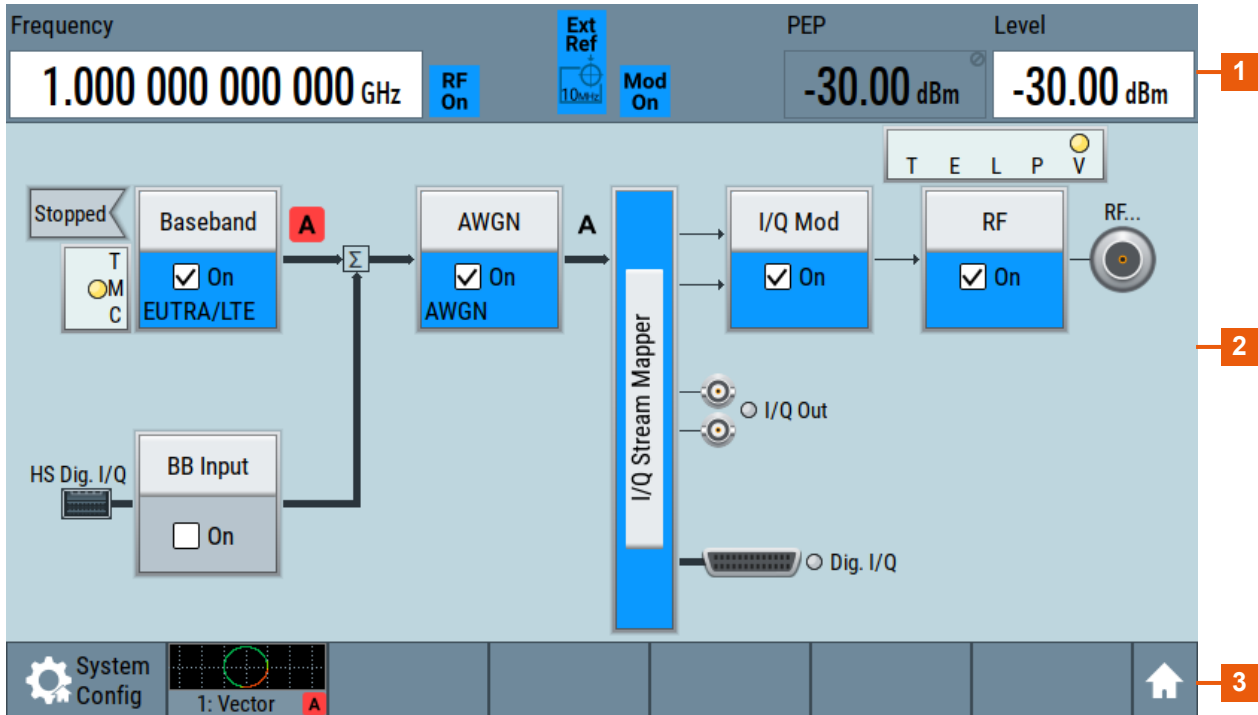 Frequency
Ext Ref
PEP
Level
1.000 000 000 000 GHz
RF On
10MHz
Mod On
-30.00 dBm
-30.00 dBm
1
T E L P V
Stopped
Baseband
A
AWGN
A
I/Q Mod
RF
RF...
T
M
C
On
EUTRA/LTE
Σ
On
AWGN
On
On
I/Q Stream Mapper
2
I/Q Out
HS Dig. I/Q
BB Input
On
Dig. I/Q
System Config
1: Vector
A
3